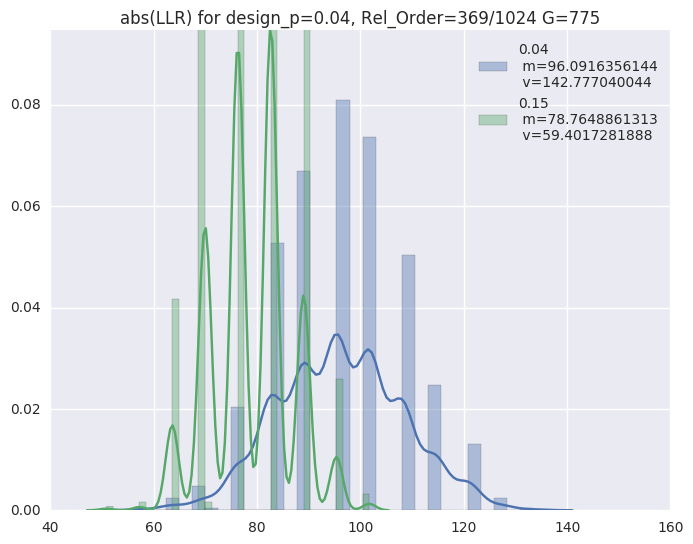 abs(LLR) for design_p=0.04, Rel_Order=369/1024 G=775
0.04
m=96.0916356144
v=142.777040044
0.15
m=78.7648861313
v=59.4017281888
0.08
0.06
0.04
0.02
0.00
40 60 80 100 120 140 160